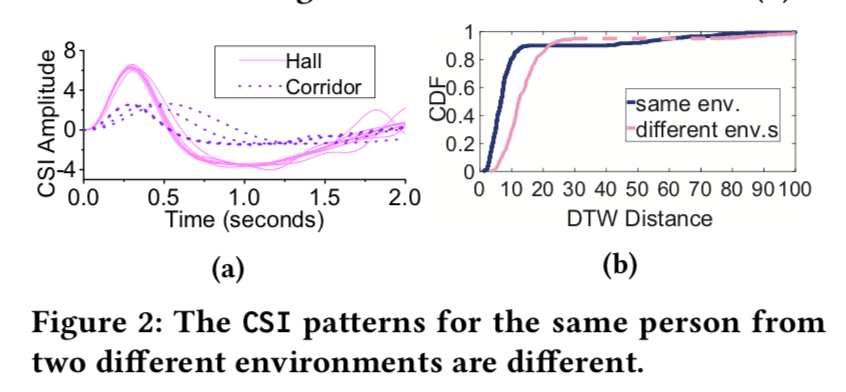 8
4
0
-4
CSI Amplitude
Hall
Corridor
0.0 0.5 1.0 1.5 2.0
Time (seconds)
(a)
1
0.8
0.6
0.4
0.2
0
CDF
same env.
different env.s
0 10 20 30 40 50 60 70 80 90 100
DTW Distance
(b)
Figure 2: The CSI patterns for the same person from
two different environments are different.